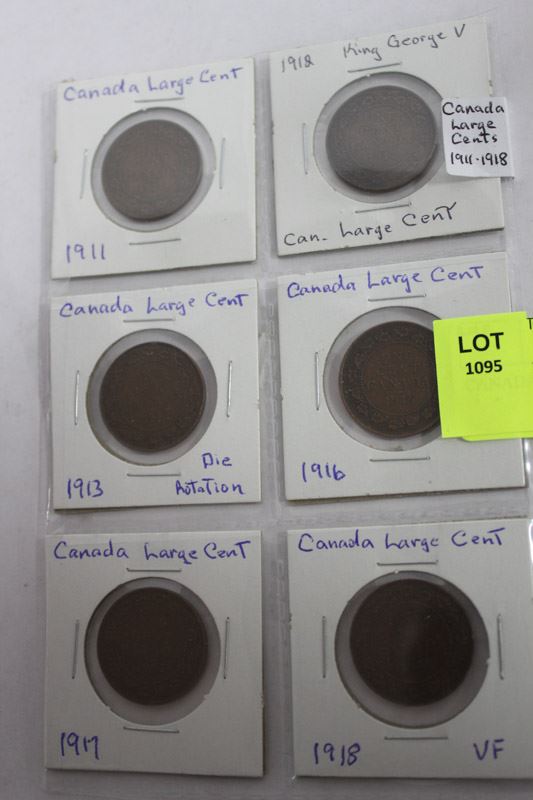 Canada Large Cent
1911
1912 King George V
Can. Large Cent
Canada
Large
Cents
1911-1918
Canada Large Cent
1913
Die
Rotation
Canada Large Cent
1916
LOT
1095
T
CANADA
Canada Large Cent
1917
Canada Large Cent
1918 VF